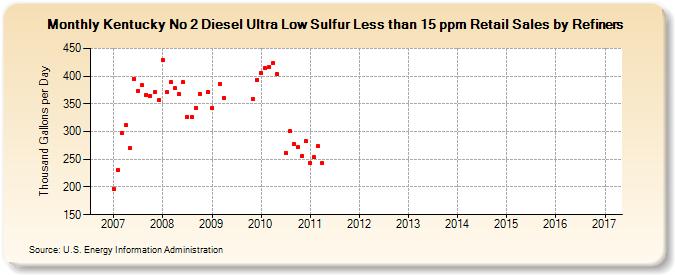 Monthly Kentucky No 2 Diesel Ultra Low Sulfur Less than 15 ppm Retail Sales by Refiners
Thousand Gallons per Day
450
400
350
300
250
200
150
2007 2008 2009 2010 2011 2012 2013 2014 2015 2016 2017
Source: U.S. Energy Information Administration